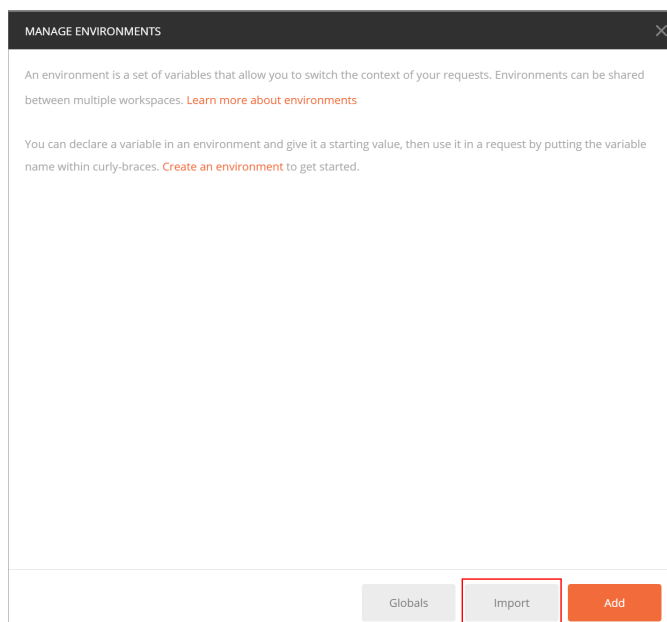 MANAGE ENVIRONMENTS
An environment is a set of variables that allow you to switch the context of your requests. Environments can be shared
between multiple workspaces. Learn more about environments
You can declare a variable in an environment and give it a starting value, then use it in a request by putting the variable
name within curly-braces. Create an environment to get started.
Globals Import Add